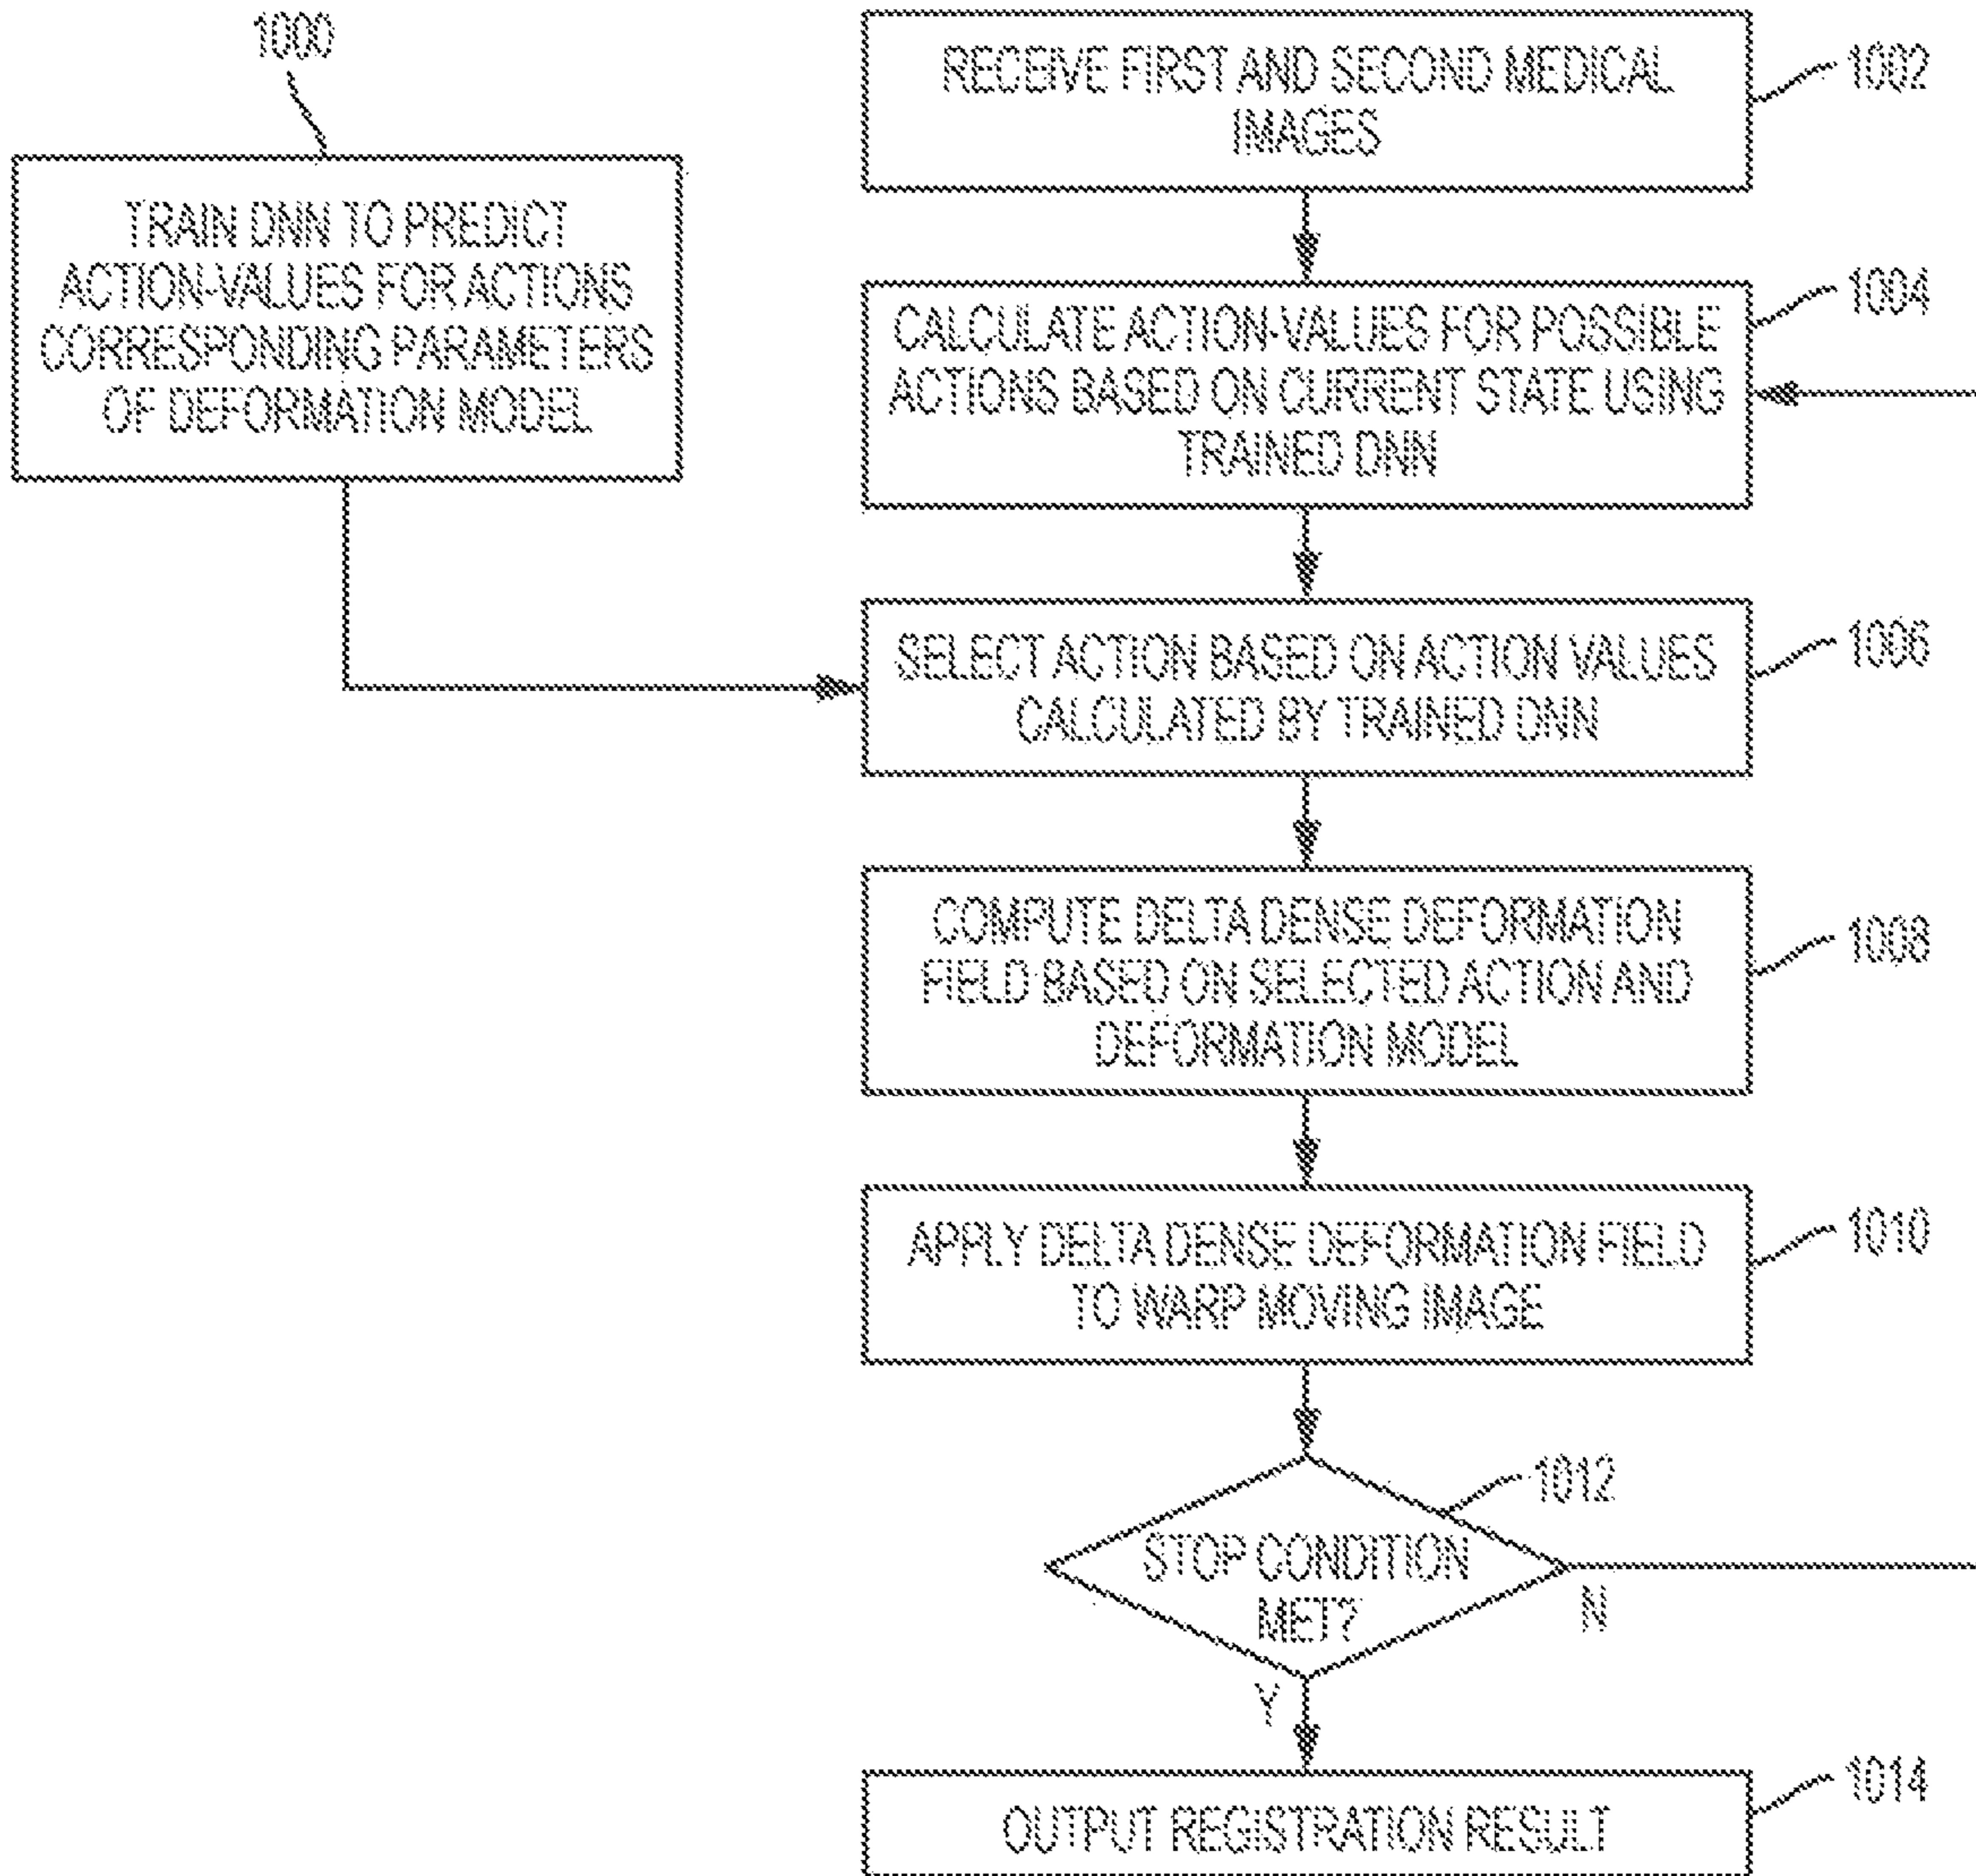 1000
TRAIN DNN TO PREDICT
ACTION-VALUES FOR ACTIONS
CORRESPONDING PARAMETERS
OF DEFORMATION MODEL
RECEIVE FIRST AND SECOND MEDICAL
IMAGES
1002
CALCULATE ACTION-VALUES FOR POSSIBLE
ACTIONS BASED ON CURRENT STATE USING
TRAINED DNN
1004
SELECT ACTION BASED ON ACTION VALUES
CALCULATED BY TRAINED DNN
1006
COMPUTE DELTA DENSE DEFORMATION
FIELD BASED ON SELECTED ACTION AND
DEFORMATION MODEL
1008
APPLY DELTA DENSE DEFORMATION FIELD
TO WARP MOVING IMAGE
1010
STOP CONDITION
MET?
1012
N
Y
OUTPUT REGISTRATION RESULT
1014